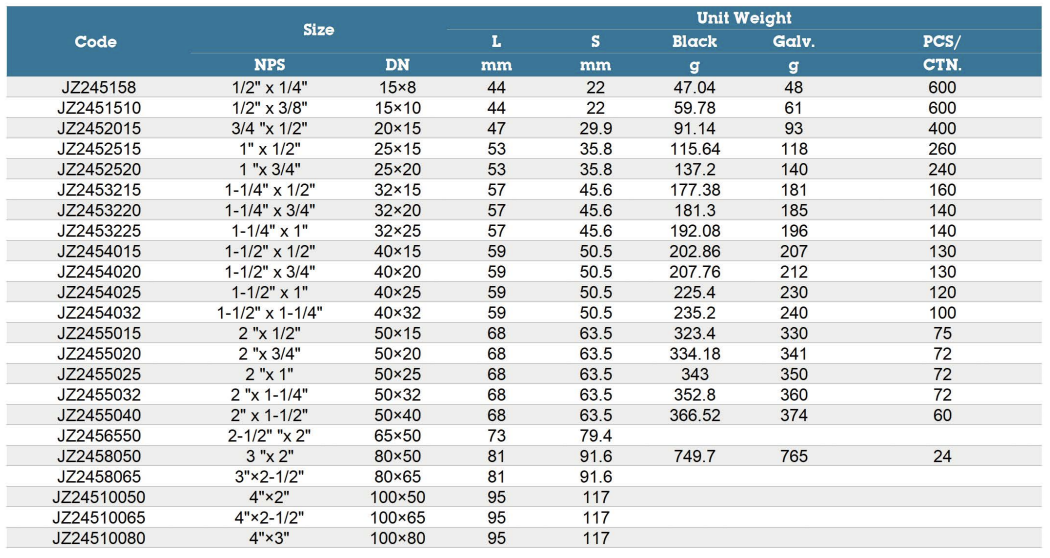 Code Size Unit Weight
L S Black Galv. PCS/
NPS DN mm mm g g CTN.
JZ245158 1/2" x 1/4" 15×8 44 22 47.04 48 600
JZ2451510 1/2" x 3/8" 15×10 44 22 59.78 61 600
JZ2452015 3/4 "x 1/2" 20×15 47 29.9 91.14 93 400
JZ2452515 1" x 1/2" 25×15 53 35.8 115.64 118 260
JZ2452520 1 "x 3/4" 25×20 53 35.8 137.2 140 240
JZ2453215 1-1/4" x 1/2" 32×15 57 45.6 177.38 181 160
JZ2453220 1-1/4" x 3/4" 32×20 57 45.6 181.3 185 140
JZ2453225 1-1/4" x 1" 32×25 57 45.6 192.08 196 140
JZ2454015 1-1/2" x 1/2" 40×15 59 50.5 202.86 207 130
JZ2454020 1-1/2" x 3/4" 40×20 59 50.5 207.76 212 130
JZ2454025 1-1/2" x 1" 40×25 59 50.5 225.4 230 120
JZ2454032 1-1/2" x 1-1/4" 40×32 59 50.5 235.2 240 100
JZ2455015 2 "x 1/2" 50×15 68 63.5 323.4 330 75
JZ2455020 2 "x 3/4" 50×20 68 63.5 334.18 341 72
JZ2455025 2 "x 1" 50×25 68 63.5 343 350 72
JZ2455032 2 "x 1-1/4" 50×32 68 63.5 352.8 360 72
JZ2455040 2" x 1-1/2" 50×40 68 63.5 366.52 374 60
JZ2456550 2-1/2" "x 2" 65×50 73 79.4
JZ2458050 3 "x 2" 80×50 81 91.6 749.7 765 24
JZ2458065 3"×2-1/2" 80×65 81 91.6
JZ24510050 4"×2" 100×50 95 117
JZ24510065 4"×2-1/2" 100×65 95 117
JZ24510080 4"×3" 100×80 95 117